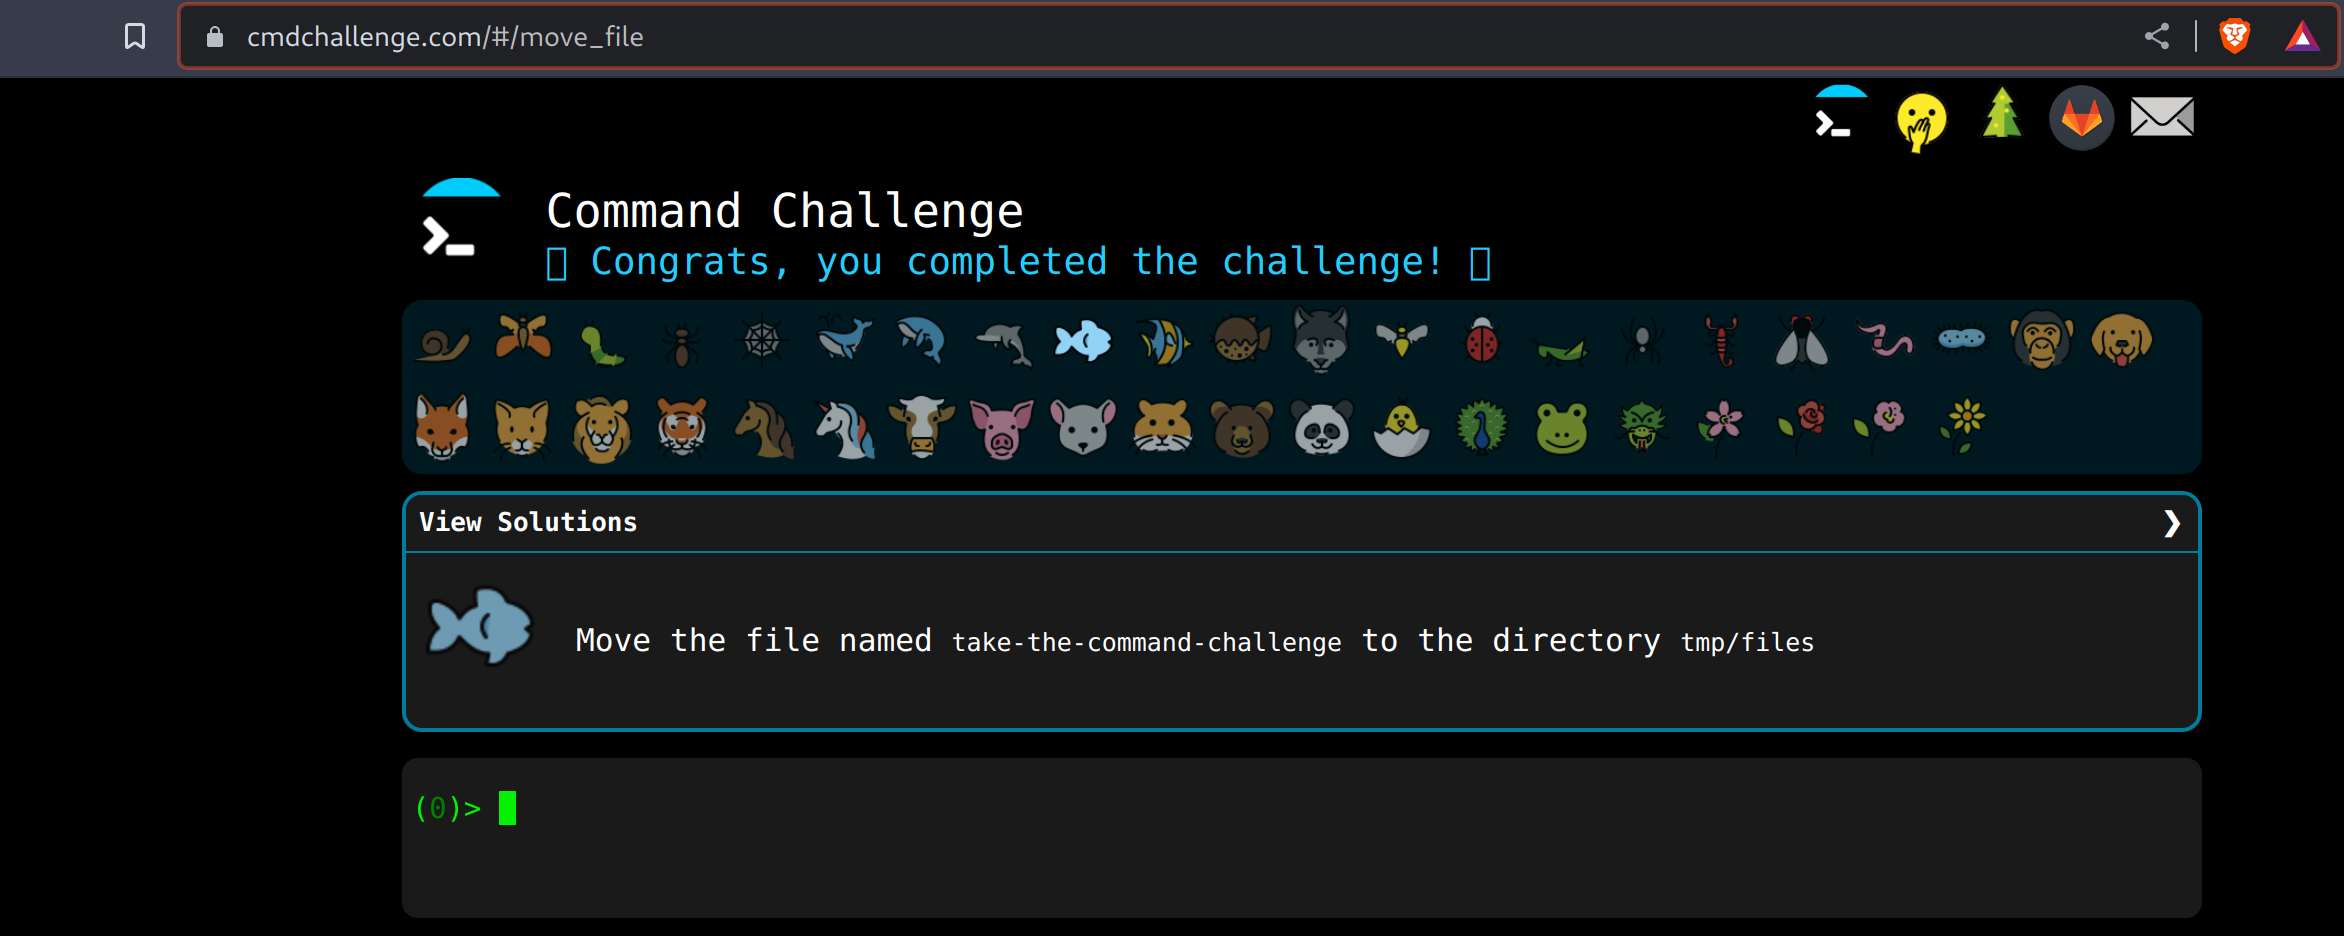 cmdchallenge.com/#/move_file
Command Challenge
Congrats, you completed the challenge!
View Solutions
Move the file named take-the-command-challenge to the directory tmp/files
(0)>